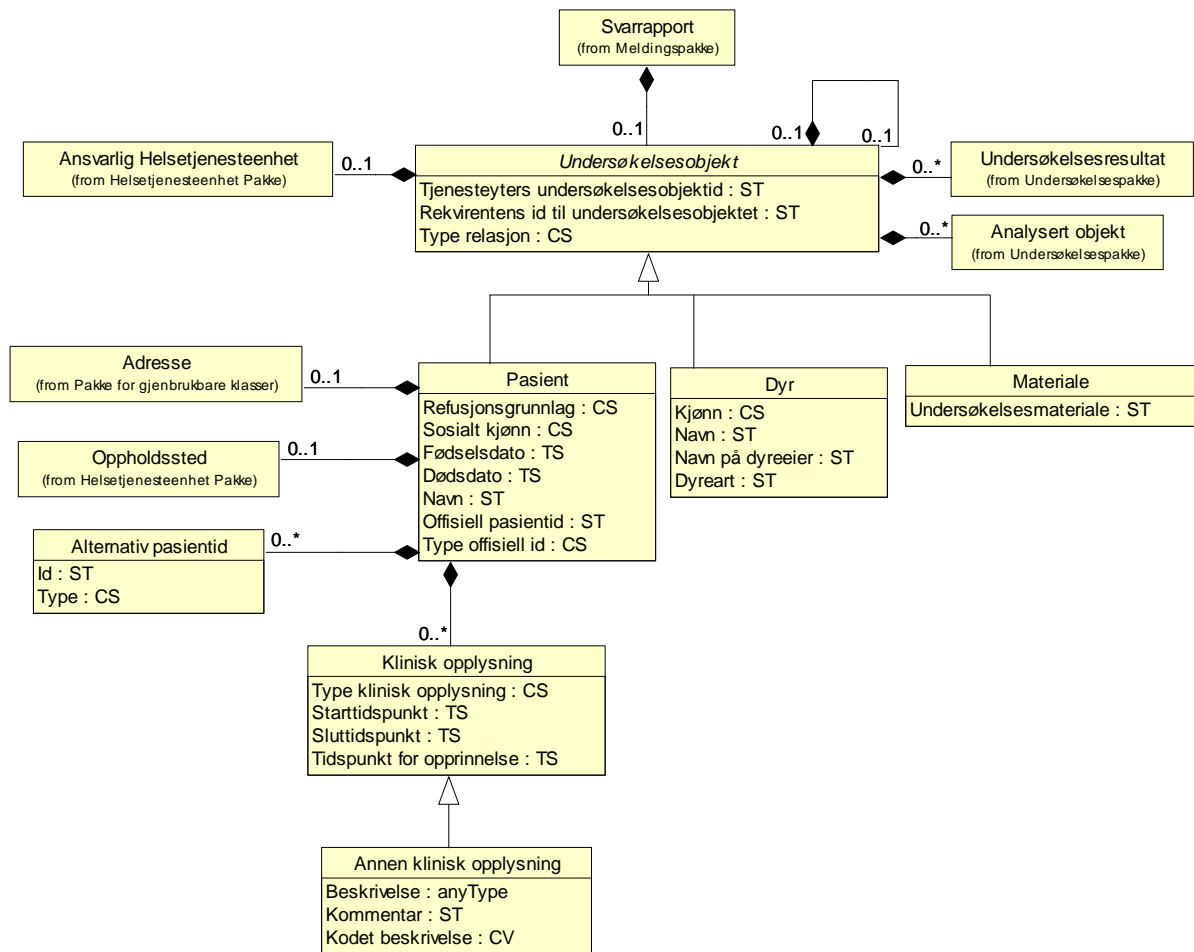 Svarrapport
(from Meldingspakke)
0..1
0..1
0..1
Ansvarlig Helsetjenesteenhet
(from Helsetjenesteenhet Pakke)
0..1
Undersøkelsesobjekt
Tjenesteyters undersøkelsesobjektid : ST
Rekvirentens id til undersøkelsesobjektet : ST
Type relasjon : CS
0..*
Undersøkelsesresultat
(from Undersøkelsespakke)
0..*
Analysert objekt
(from Undersøkelsespakke)
Adresse
(from Pakke for gjenbrukbare klasser)
0..1
Oppholdssted
(from Helsetjenesteenhet Pakke)
0..1
Alternativ pasientid
Id : ST
Type : CS
0..*
Pasient
Refusjonsgrunnlag : CS
Sosialt kjønn : CS
Fødselsdato : TS
Dødsdato : TS
Navn : ST
Offisiell pasientid : ST
Type offisiell id : CS
Dyr
Kjønn : CS
Navn : ST
Navn på dyreeier : ST
Dyreart : ST
Materiale
Undersøkelsesmateriale : ST
0..*
Klinisk opplysning
Type klinisk opplysning : CS
Starttidspunkt : TS
Sluttidspunkt : TS
Tidspunkt for opprinnelse : TS
Annen klinisk opplysning
Beskrivelse : anyType
Kommentar : ST
Kodet beskrivelse : CV